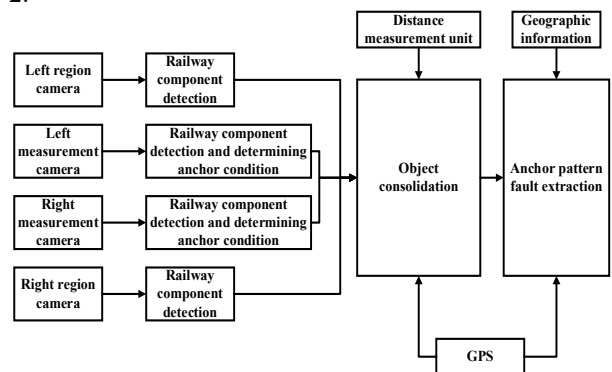 2.
Distance
measurement unit
Geographic
information
Left region
camera
Railway
component
detection
Left
measurement
camera
Railway component
detection and determining
anchor condition
Object
consolidation
Anchor pattern
fault extraction
Right
measurement
camera
Railway component
detection and determining
anchor condition
Right region
camera
Railway
component
detection
GPS